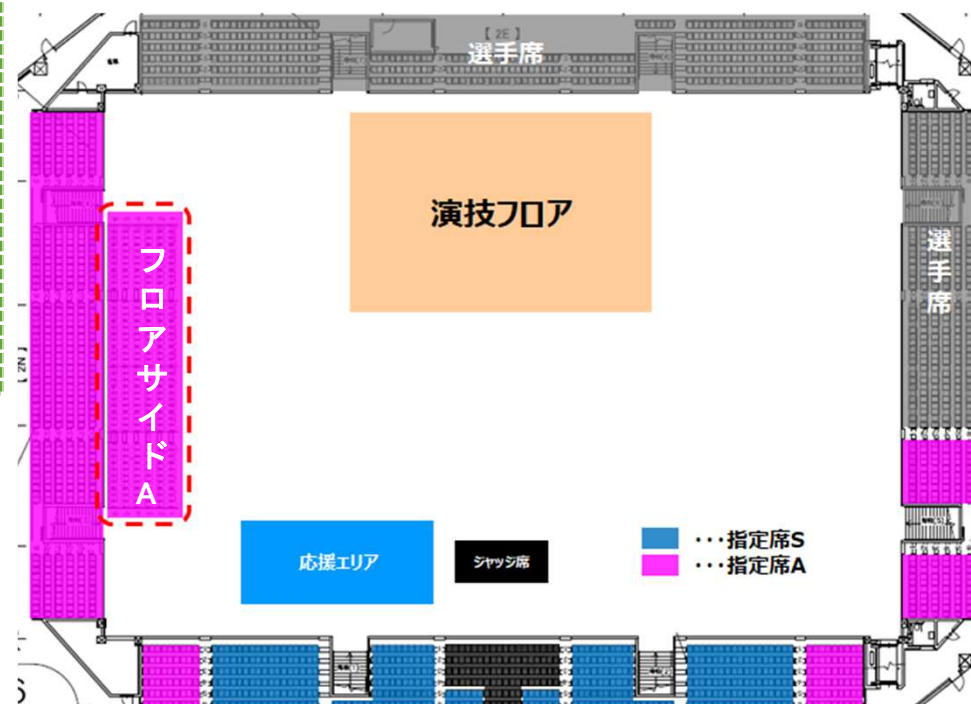 【 2E 】
選手席
演技フロア
選手席
【 2N 】
フロアサイドA
応援エリア
ジャッジ席
・・・指定席S
・・・指定席A